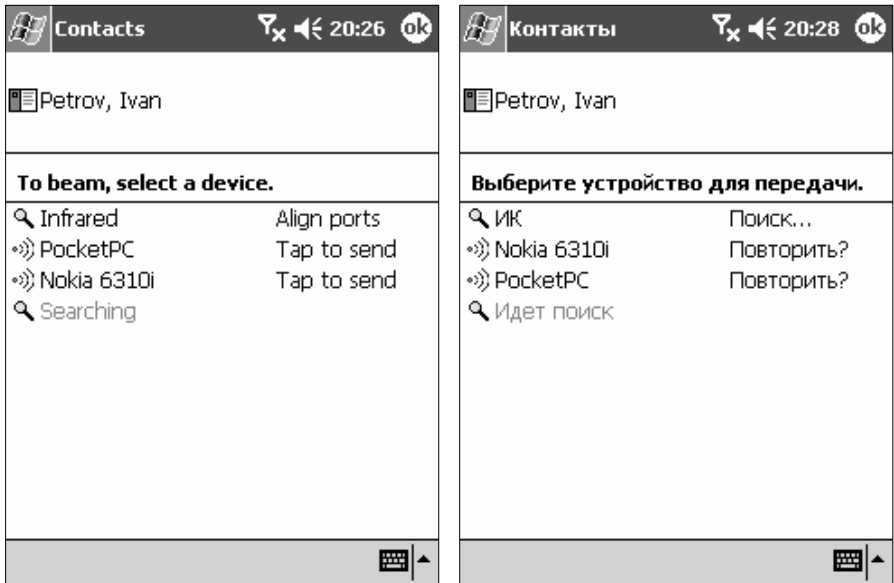 Contacts 20:26 ok
Petrov, Ivan
To beam, select a device.
Infrared Align ports
PocketPC Tap to send
Nokia 6310i Tap to send
Searching
Контакты 20:28 ok
Petrov, Ivan
Выберите устройство для передачи.
ИК Поиск...
Nokia 6310i Повторить?
PocketPC Повторить?
Идет поиск